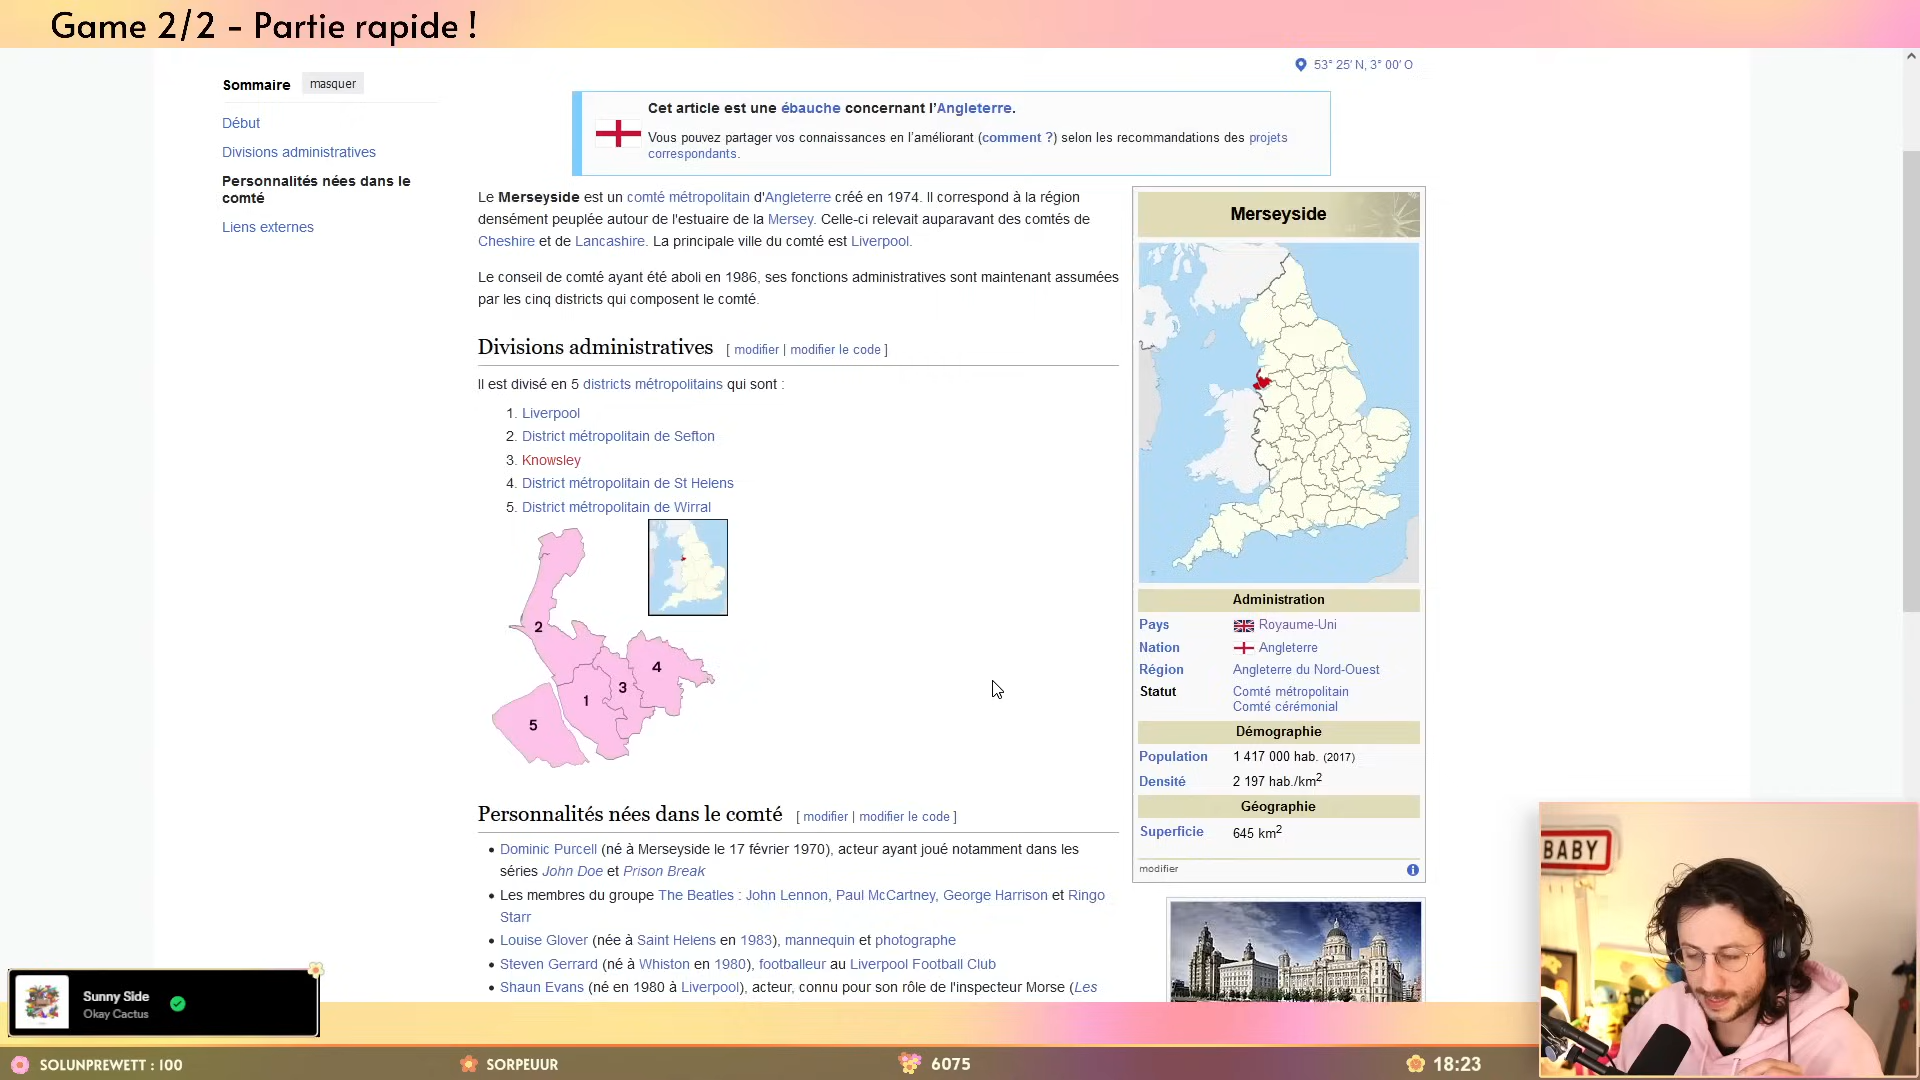 Game 2/2 - Partie rapide !
Sommaire masquer
Début
Divisions administratives
Personnalités nées dans le
comté
Liens externes
53° 25′ N, 3° 00′ O
Cet article est une ébauche concernant l'Angleterre.
Vous pouvez partager vos connaissances en l'améliorant (comment ?) selon les recommandations des projets
correspondants.
Le Merseyside est un comté métropolitain d'Angleterre créé en 1974. Il correspond à la région
densément peuplée autour de l'estuaire de la Mersey. Celle-ci relevait auparavant des comtés de
Cheshire et de Lancashire. La principale ville du comté est Liverpool.
Le conseil de comté ayant été aboli en 1986, ses fonctions administratives sont maintenant assumées
par les cinq districts qui composent le comté.
Divisions administratives [ modifier | modifier le code ]
Il est divisé en 5 districts métropolitains qui sont :
1. Liverpool
2. District métropolitain de Sefton
3. Knowsley
4. District métropolitain de St Helens
5. District métropolitain de Wirral
2
4
3
1
5
Personnalités nées dans le comté [ modifier | modifier le code ]
• Dominic Purcell (né à Merseyside le 17 février 1970), acteur ayant joué notamment dans les
séries John Doe et Prison Break
• Les membres du groupe The Beatles : John Lennon, Paul McCartney, George Harrison et Ringo
Starr
• Louise Glover (née à Saint Helens en 1983), mannequin et photographe
• Steven Gerrard (né à Whiston en 1980), footballeur au Liverpool Football Club
• Shaun Evans (né en 1980 à Liverpool), acteur, connu pour son rôle de l'inspecteur Morse (Les
Merseyside
Administration
Pays Royaume-Uni
Nation Angleterre
Région Angleterre du Nord-Ouest
Statut Comté métropolitain
Comté cérémonial
Démographie
Population 1 417 000 hab. (2017)
Densité 2 197 hab./km2
Géographie
Superficie 645 km2
modifier
BABY
Sunny Side
Okay Cactus
SOLUNPREWETT : 100
SORPEUUR
6075
18:23